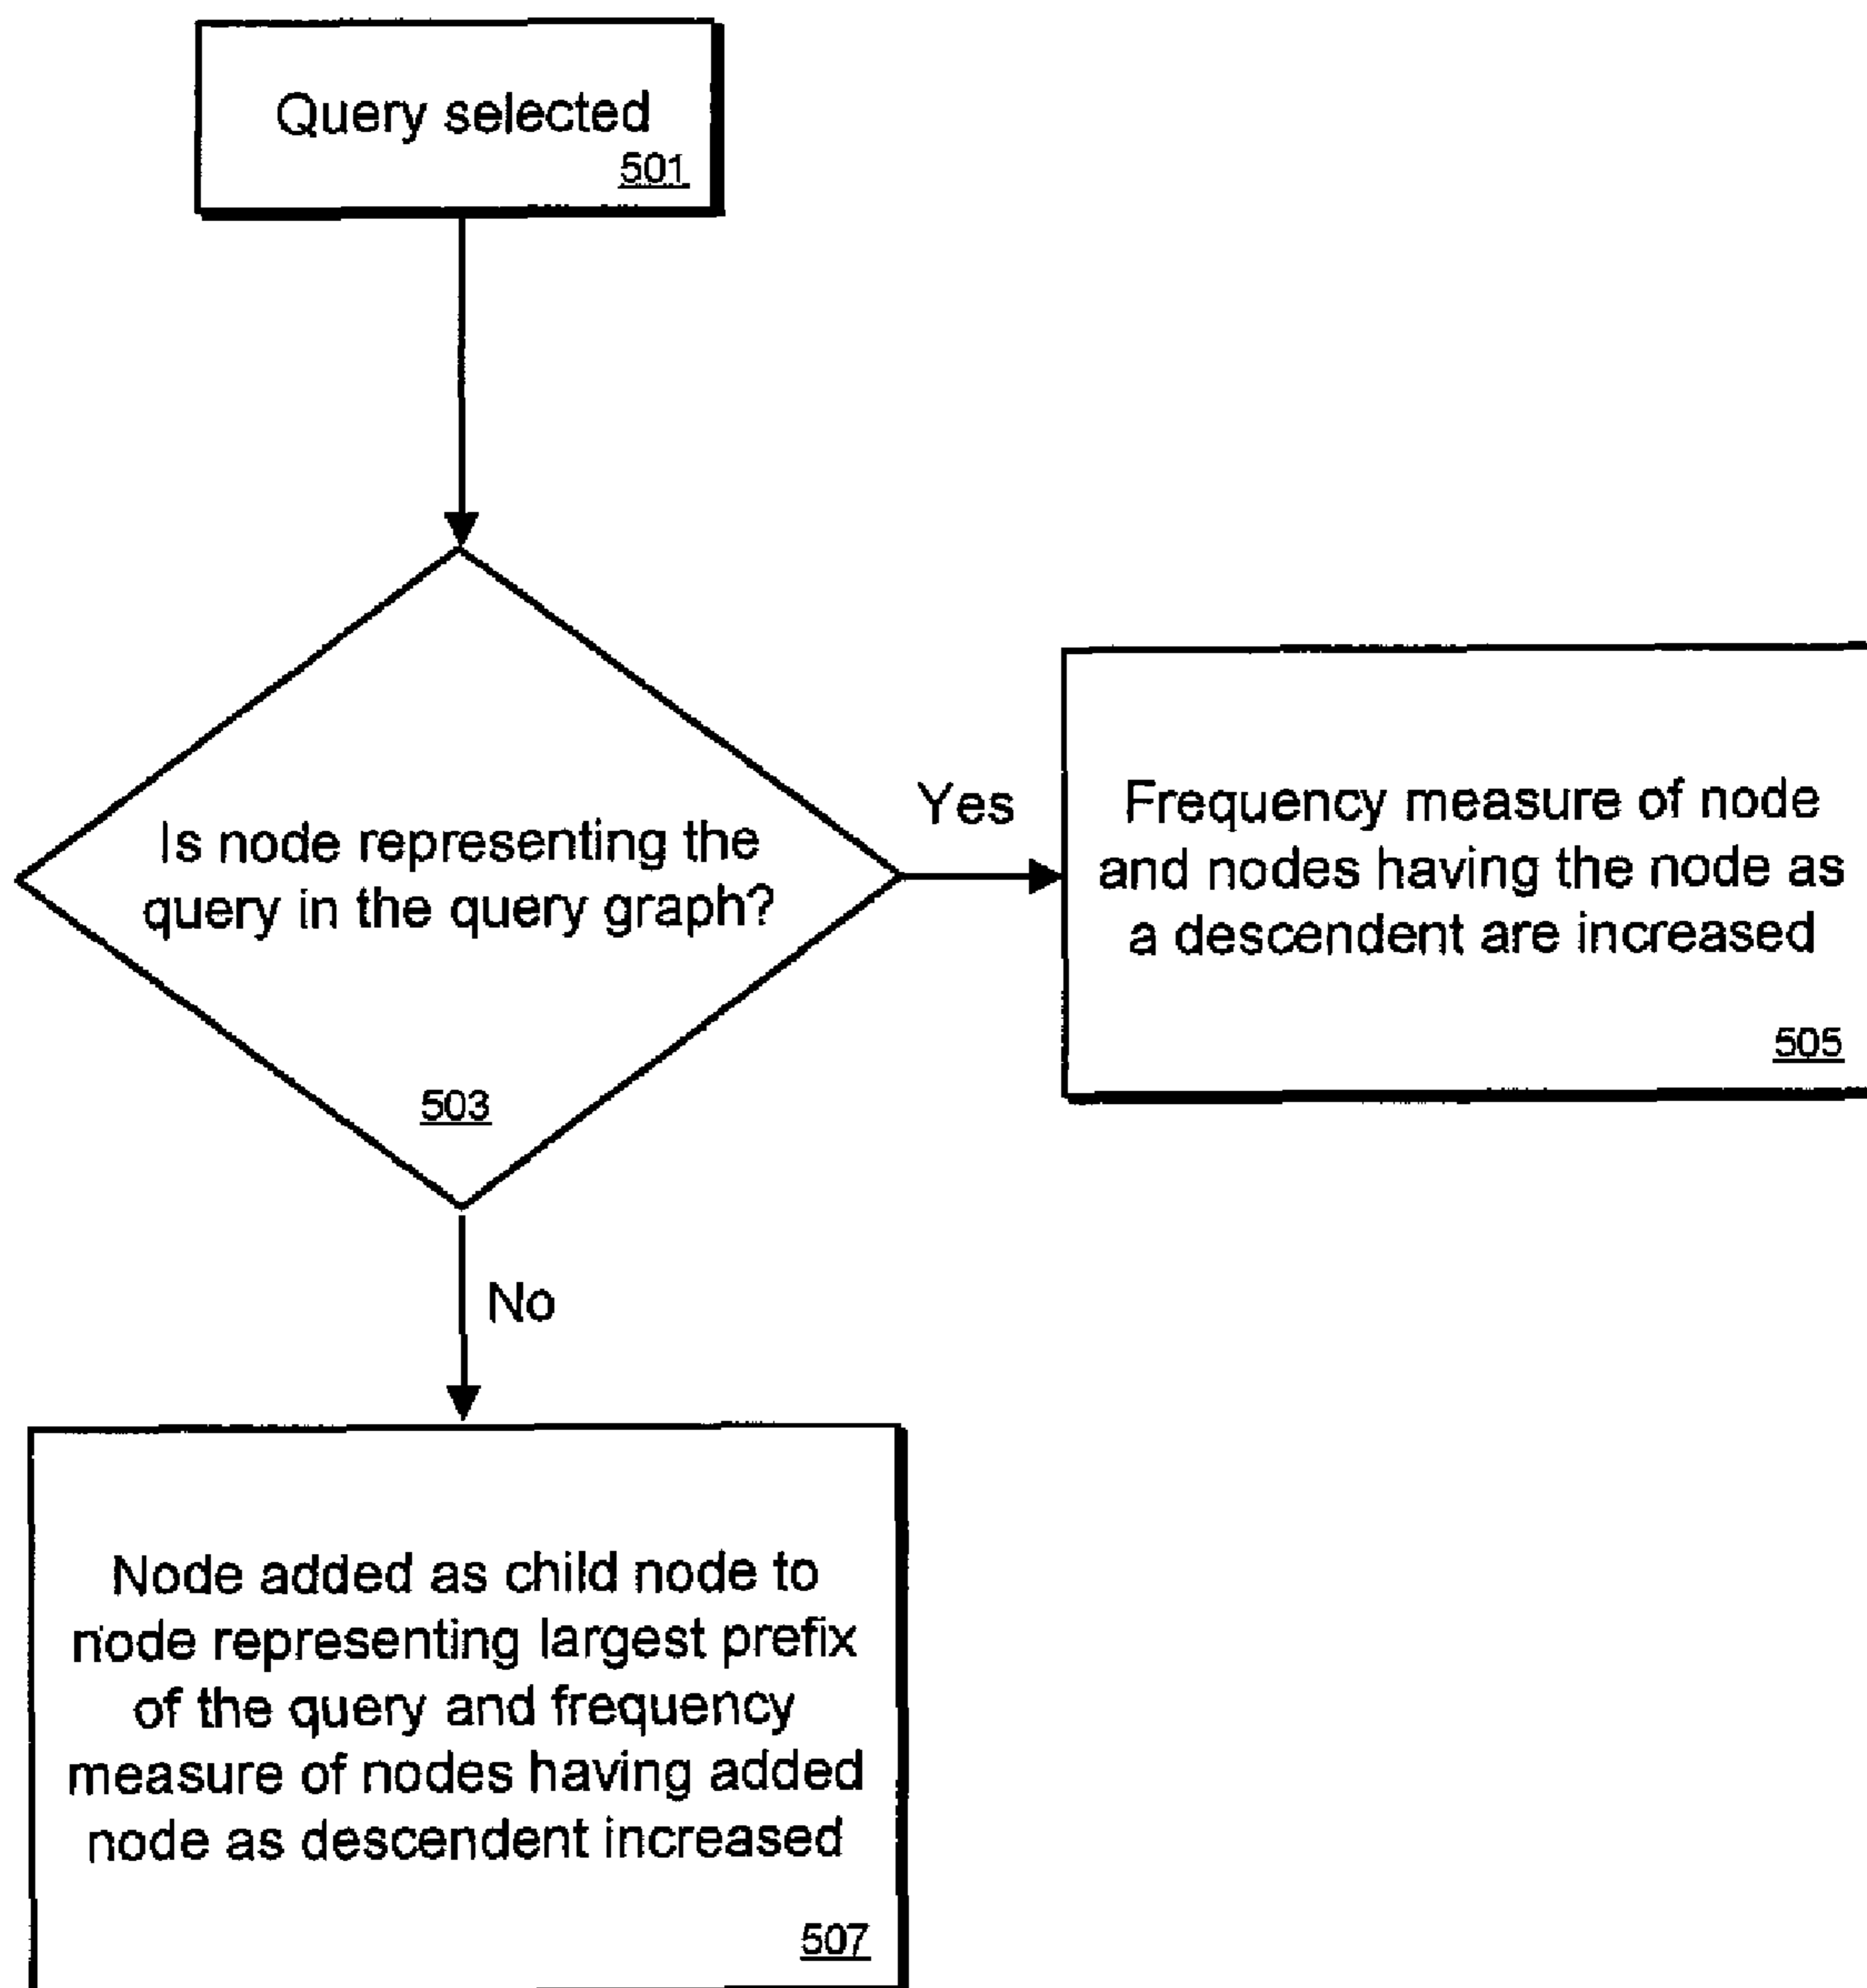 Query selected
501
Is node representing the
query in the query graph?
503
Yes
Frequency measure of node
and nodes having the node as
a descendent are increased
505
No
Node added as child node to
node representing largest prefix
of the query and frequency
measure of nodes having added
node as descendent increased
507